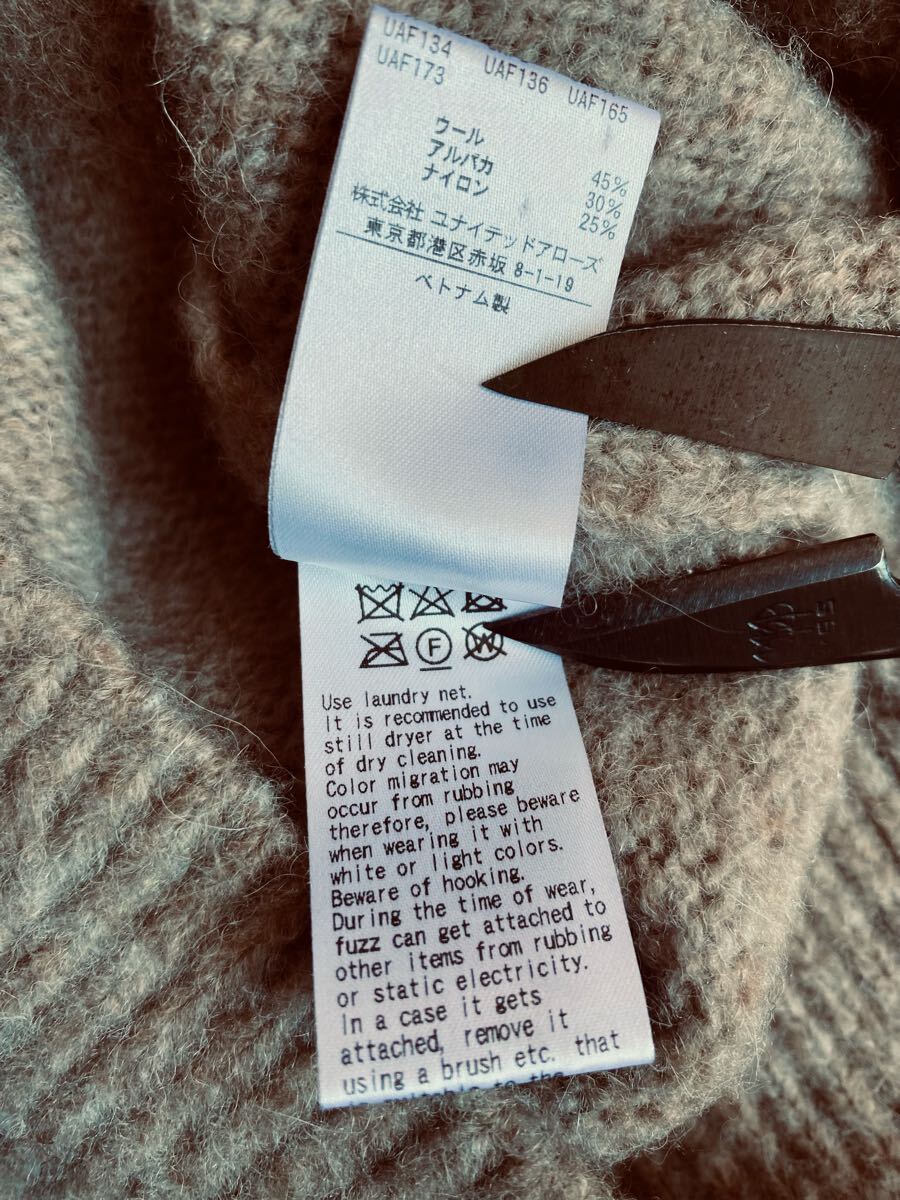 UAF134 UAF136 UAF165
UAF173
ウール 45%
アルパカ 30%
ナイロン 25%
株式会社 ユナイテッドアローズ
東京都港区赤坂 8-1-19
ベトナム製
F
W
Use laundry net.
It is recommended to use
still dryer at the time
of dry cleaning.
Color migration may
occur from rubbing
therefore, please beware
when wearing it with
white or light colors.
Beware of hooking.
During the time of wear,
fuzz can get attached to
other items from rubbing
or static electricity.
In a case it gets
attached, remove it
using a brush etc. that
to the